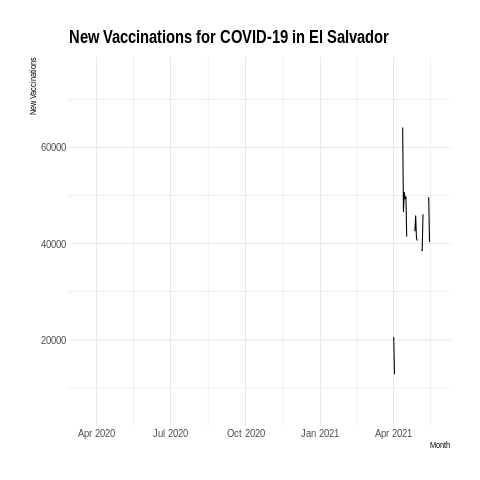 New Vaccinations for COVID-19 in El Salvador
New Vaccinations
60000
40000
20000
Apr 2020 Jul 2020 Oct 2020 Jan 2021 Apr 2021
Month